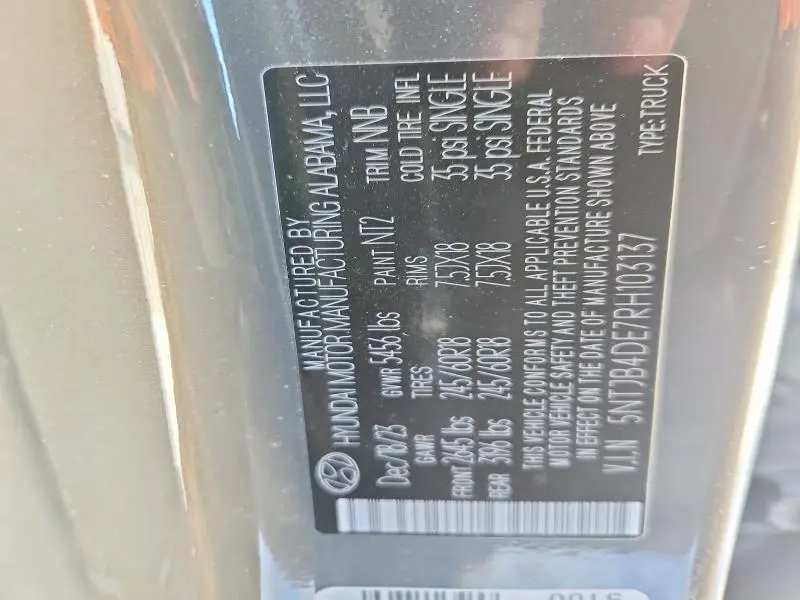 MANUFACTURED BY
HYUNDAI MOTOR MANUFACTURING ALABAMA, LLC
Dec/18/23 GVWR 5456 lbs PAINT NT2 TRIM NNB
GAWR TIRES RIMS COLD TIRE INFL
FRONT 2645 lbs 245/60R18 7.5JX18 35 psi SINGLE
REAR 3196 lbs 245/60R18 7.5JX18 35 psi SINGLE
THIS VEHICLE CONFORMS TO ALL APPLICABLE U.S.A. FEDERAL
MOTOR VEHICLE SAFETY AND THEFT PREVENTION STANDARDS
IN EFFECT ON THE DATE OF MANUFACTURE SHOWN ABOVE
V.I.N 5NTJB4DE7RH103137 TYPE:TRUCK